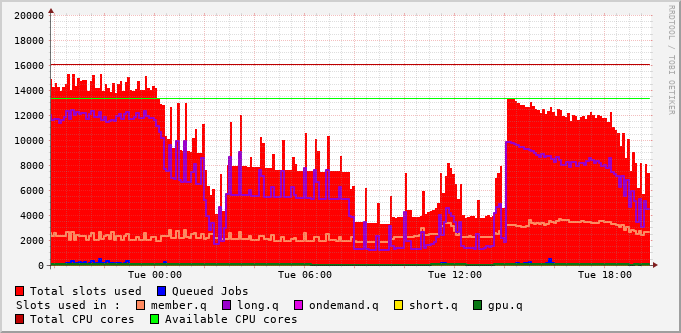 20000
18000
16000
14000
12000
10000
8000
6000
4000
2000
0
Tue 00:00 Tue 06:00 Tue 12:00 Tue 18:00
Total slots used Queued Jobs
Slots used in : member.q long.q ondemand.q short.q gpu.q
Total CPU cores Available CPU cores
RRDTOOL / TOBI OETIKER